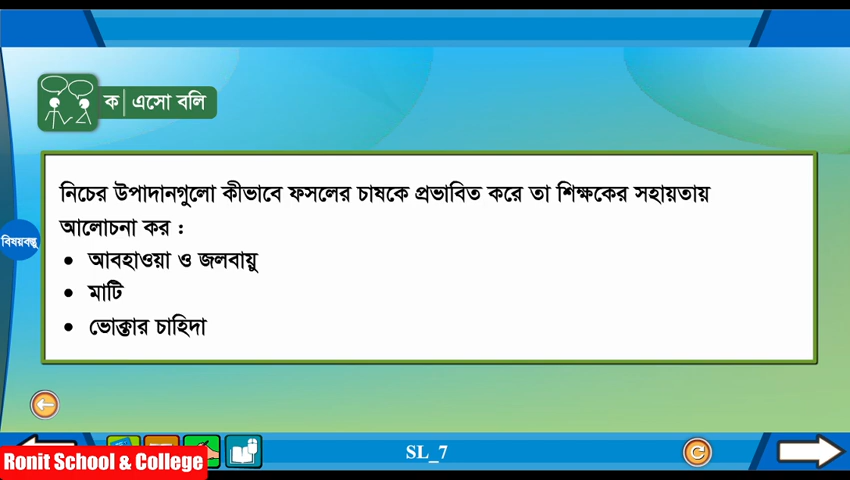 ক | এসো বলি
নিচের উপাদানগুলো কীভাবে ফসলের চাষকে প্রভাবিত করে তা শিক্ষকের সহায়তায়
আলোচনা কর :
• আবহাওয়া ও জলবায়ু
• মাটি
• ভোক্তার চাহিদা
বিষয়বস্তু
SL_7
Ronit School & College